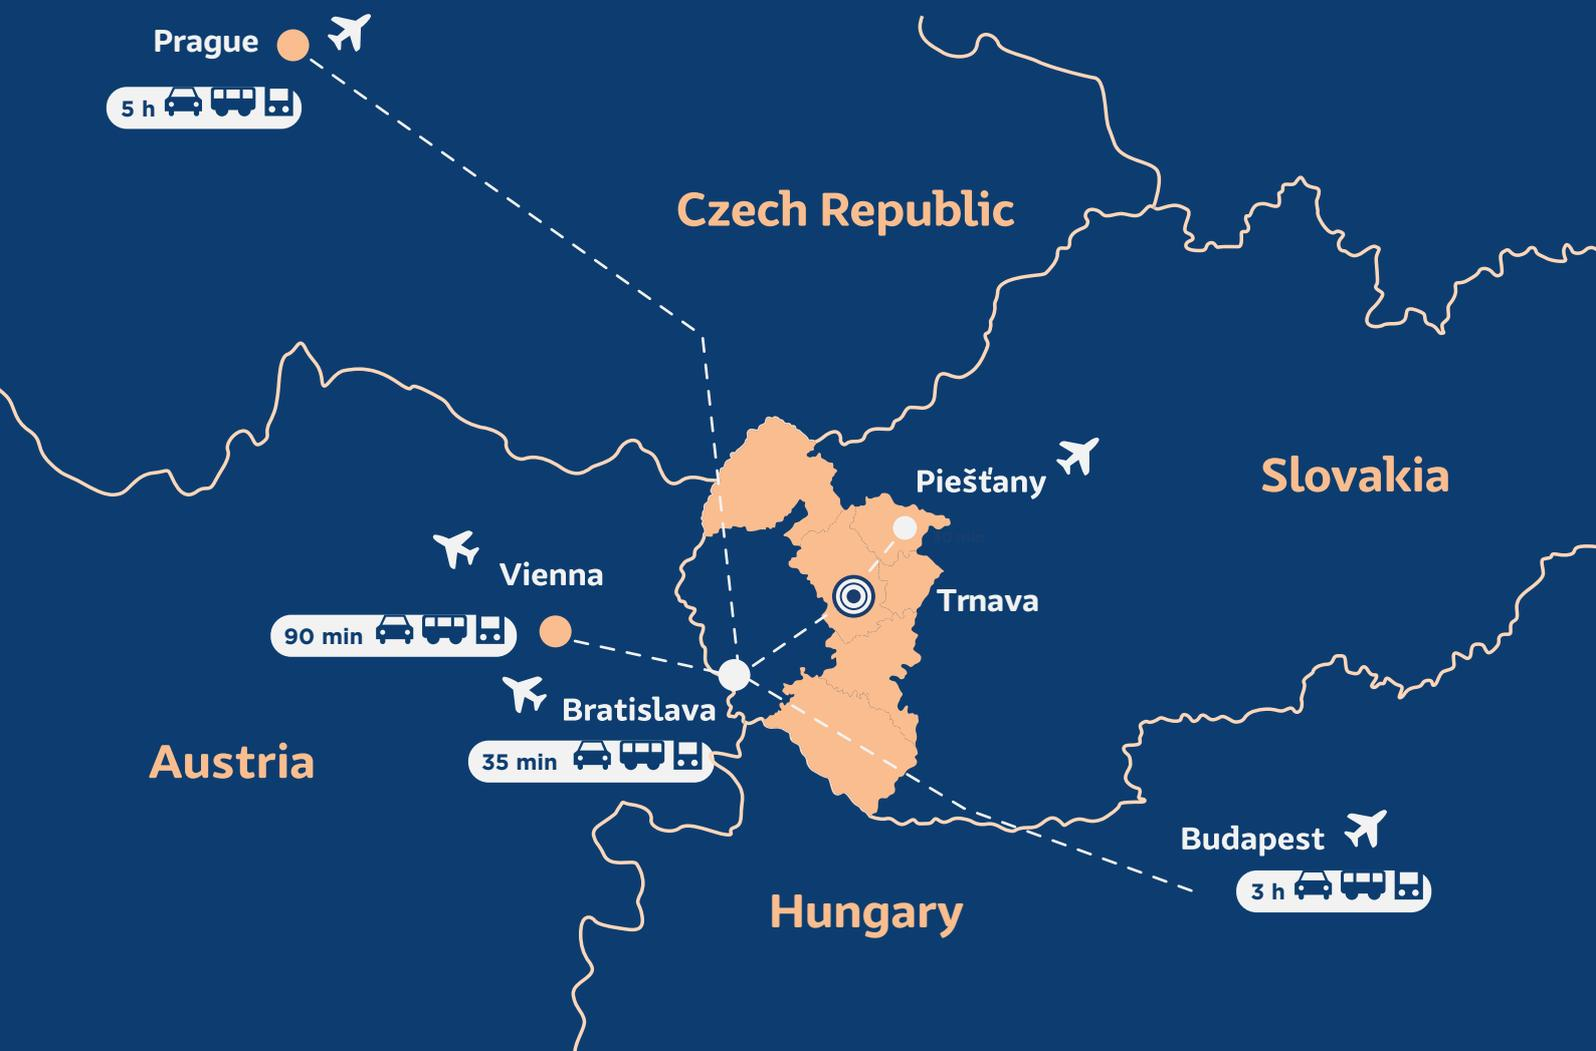 Prague
5 h
Czech Republic
Piešťany
Slovakia
Vienna
Trnava
90 min
Bratislava
35 min
Austria
Budapest
3 h
Hungary